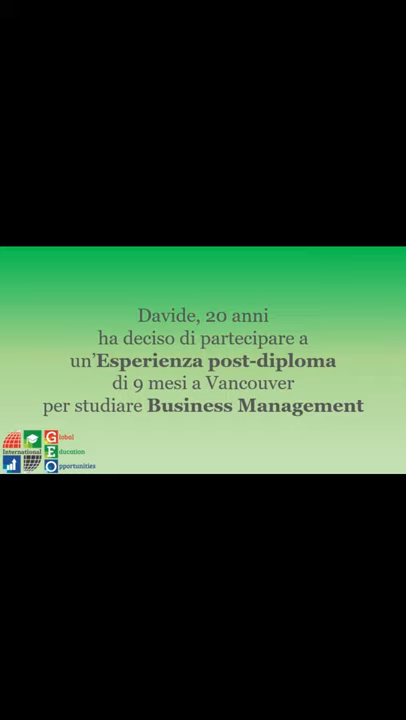 Davide, 20 anni
ha deciso di partecipare a
un'Esperienza post-diploma
di 9 mesi a Vancouver
per studiare Business Management
Global
International Education
Opportunities